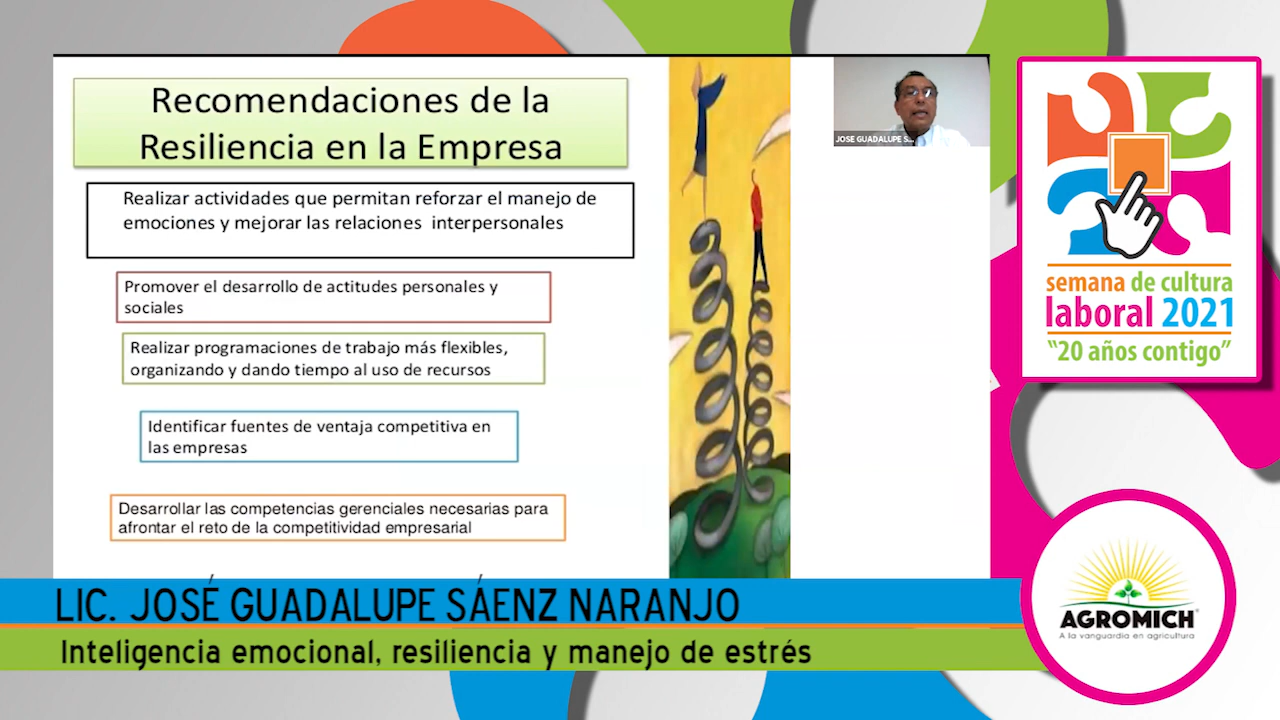 Recomendaciones de la
Resiliencia en la Empresa
Realizar actividades que permitan reforzar el manejo de
emociones y mejorar las relaciones interpersonales
Promover el desarrollo de actitudes personales y
sociales
Realizar programaciones de trabajo más flexibles,
organizando y dando tiempo al uso de recursos
Identificar fuentes de ventaja competitiva en
las empresas
Desarrollar las competencias gerenciales necesarias para
afrontar el reto de la competitividad empresarial
JOSE GUADALUPE S...
semana de cultura
laboral 2021
"20 años contigo"
AGROMICH®
A la vanguardia en agricultura
LIC. JOSÉ GUADALUPE SÁENZ NARANJO
Inteligencia emocional, resiliencia y manejo de estrés